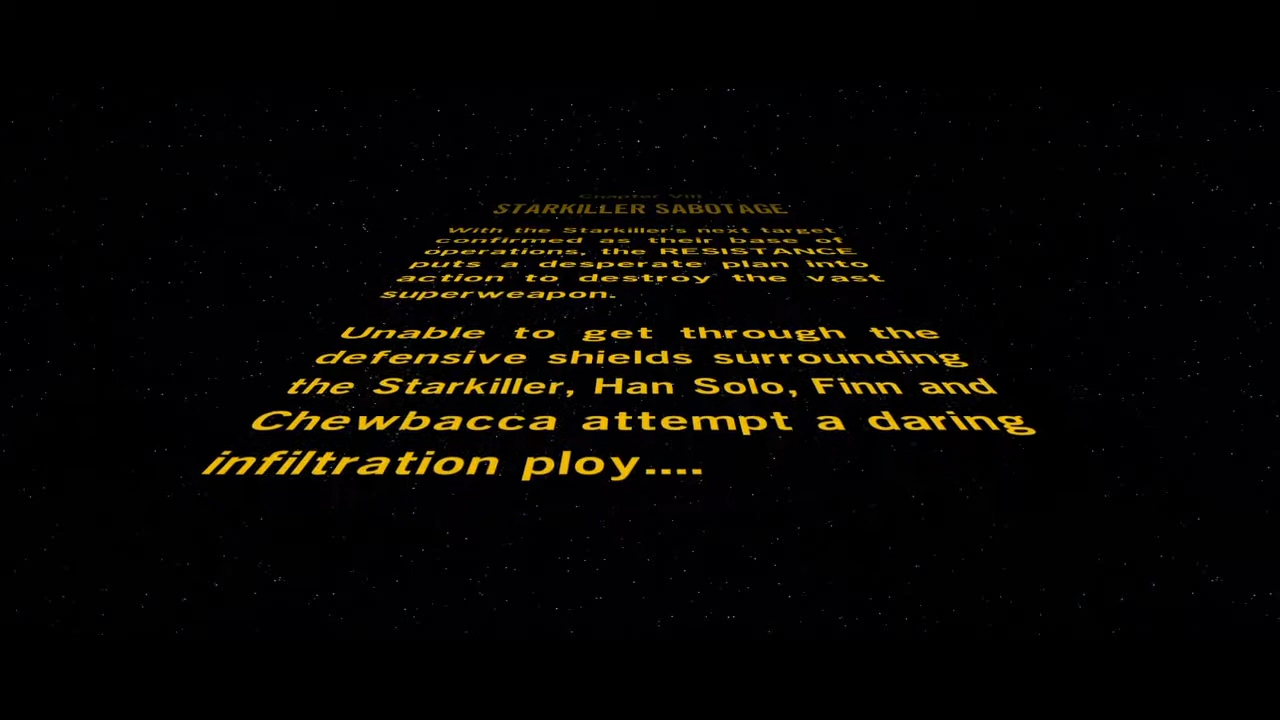 Chapter VIII
STARKILLER SABOTAGE
With the Starkiller's next target
confirmed as their base of
operations, the RESISTANCE
puts a desperate plan into
action to destroy the vast
superweapon.
Unable to get through the
defensive shields surrounding
the Starkiller, Han Solo, Finn and
Chewbacca attempt a daring
infiltration ploy....